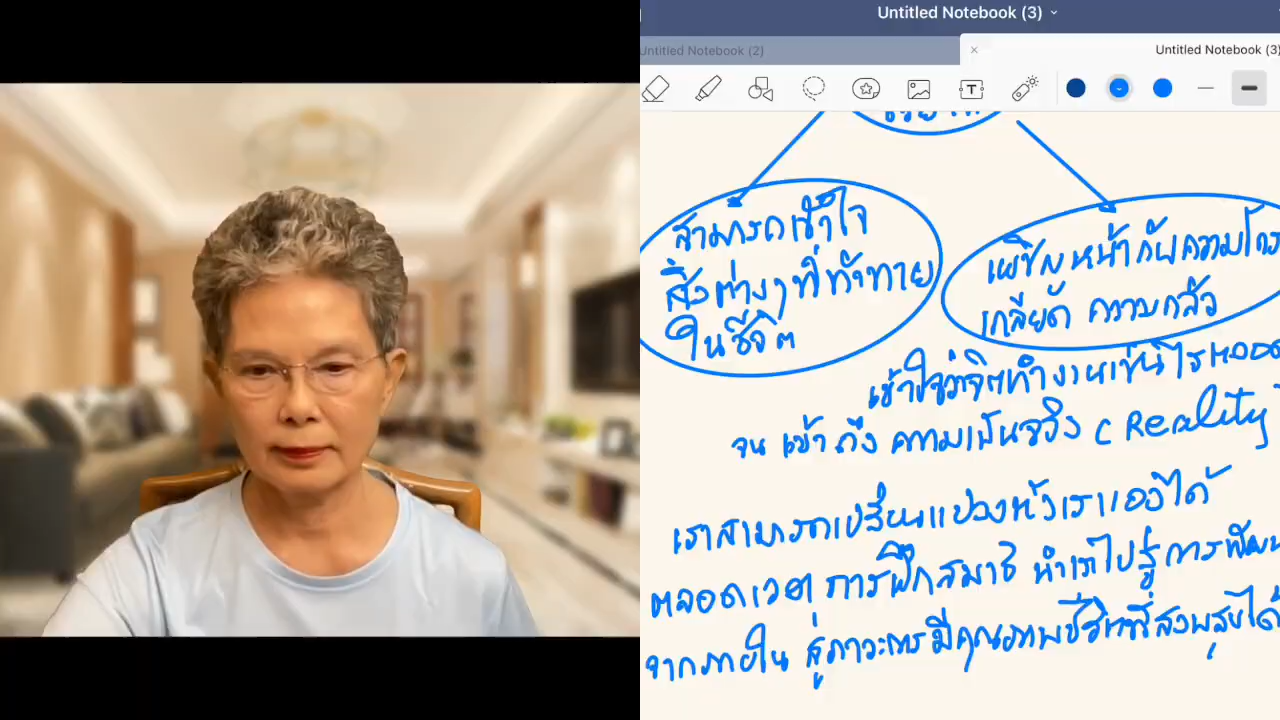 Untitled Notebook (3)
Untitled Notebook (2)
Untitled Notebook (3)
สามารถเข้าใจ
สิ่งต่างๆที่ท้าทาย
ในชีวิต
เผชิญหน้ากับความโกร
เกลียด ความกลัว
เข้าใจว่าจิตทำงานเช่นไร
จน เข้าถึง ความเป็นจริง ( Reality
เราสามารถเปลี่ยนแปลงตัวเราเองได้
ตลอดเวลา การฝึกสมาธิ นำเราไปสู่การพัฒน
จากภายใน สู่ภาวะการมีคุณภาพชีวิตที่สงบสุขได้